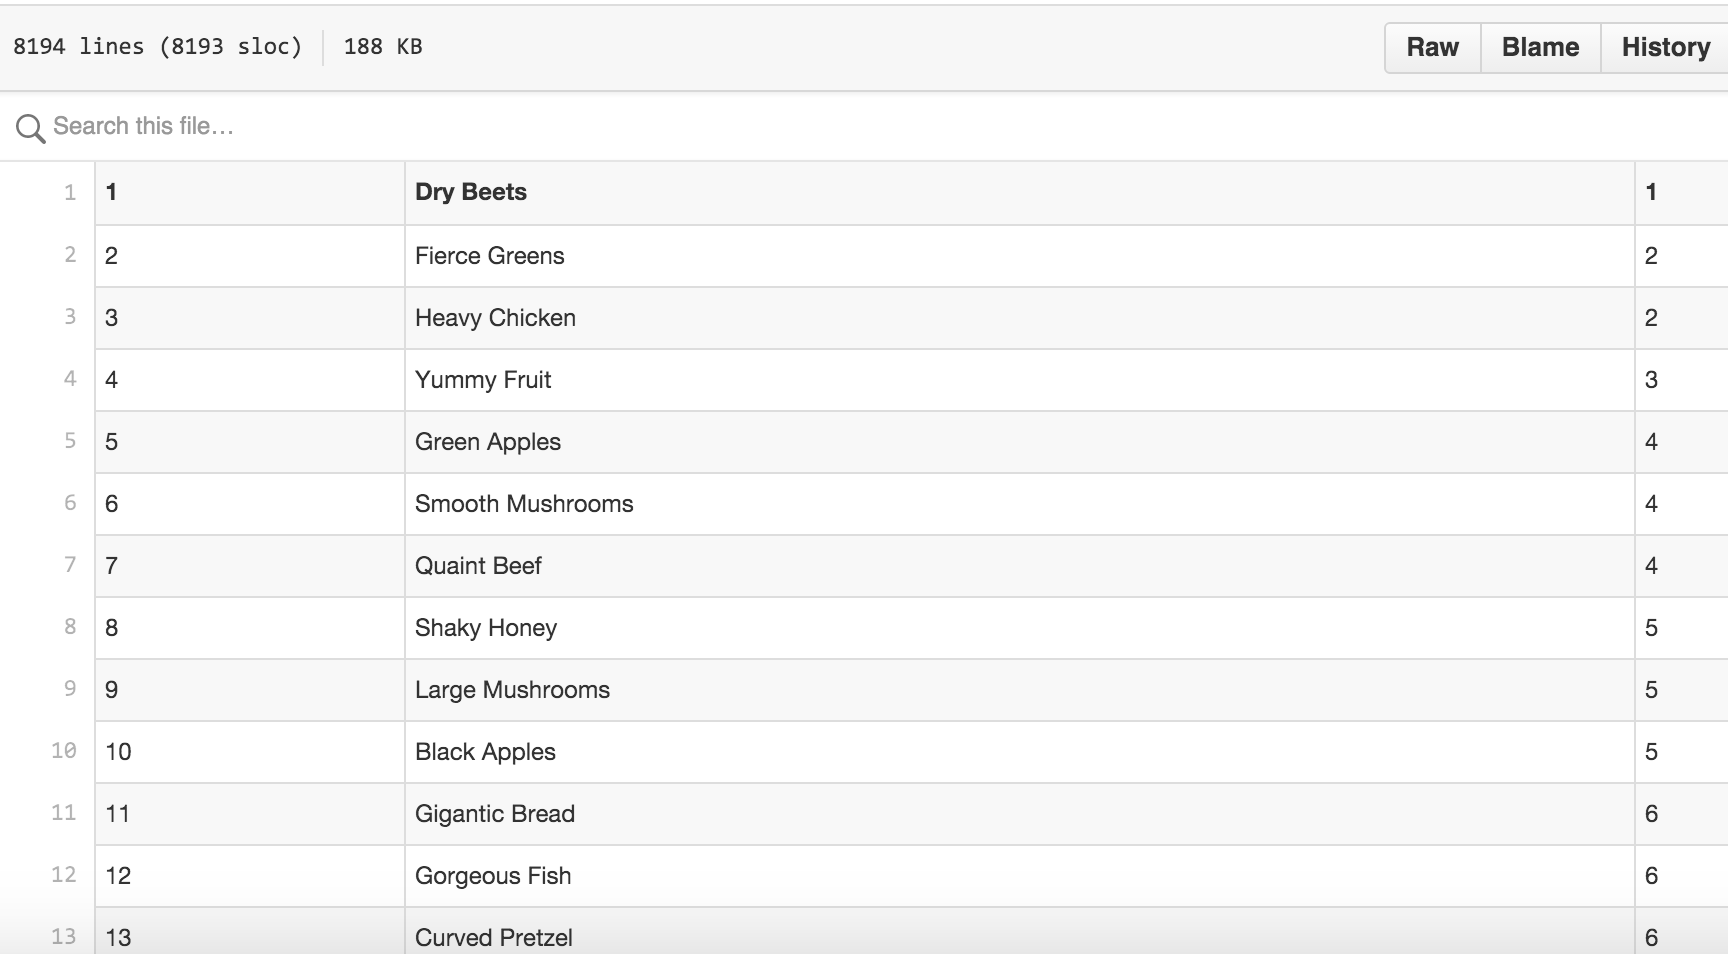 8194 lines (8193 sloc) 188 KB Raw Blame History
Search this file…
1 1 Dry Beets 1
2 2 Fierce Greens 2
3 3 Heavy Chicken 2
4 4 Yummy Fruit 3
5 5 Green Apples 4
6 6 Smooth Mushrooms 4
7 7 Quaint Beef 4
8 8 Shaky Honey 5
9 9 Large Mushrooms 5
10 10 Black Apples 5
11 11 Gigantic Bread 6
12 12 Gorgeous Fish 6
13 13 Curved Pretzel 6